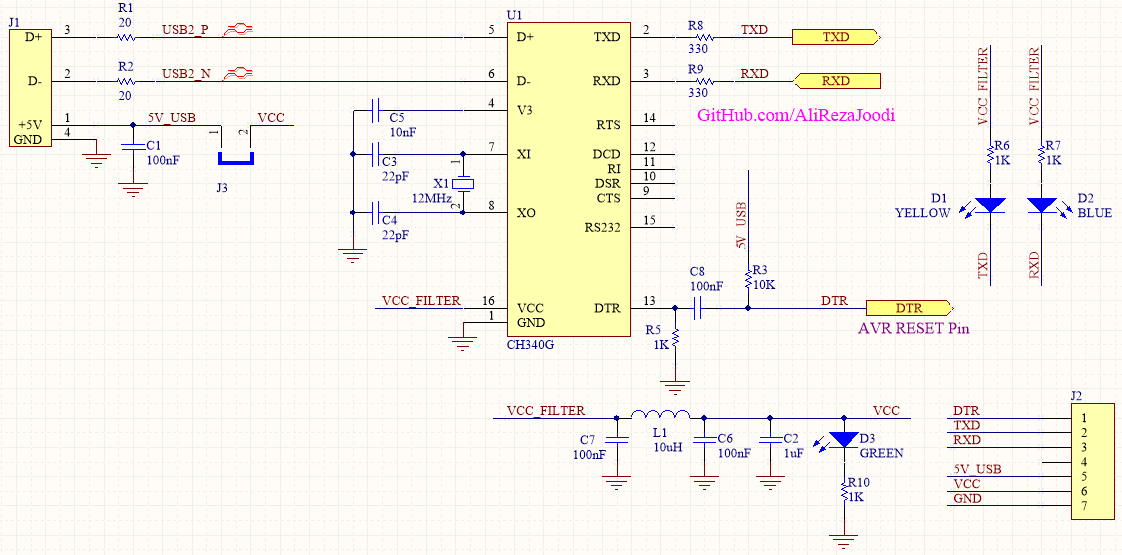 J1
D+
D-
+5V
GND
3
2
1
4
R1
20
USB2_P
R2
20
USB2_N
5V_USB
C1
100nF
1
2
VCC
J3
U1
5
D+
6
D-
4
V3
7
XI
8
XO
16
VCC
1
GND
CH340G
TXD
2
RXD
3
RTS
14
DCD
12
RI
11
DSR
10
CTS
9
RS232
15
DTR
13
C5
10nF
C3
22pF
C4
22pF
1
X1
12MHz
2
VCC_FILTER
R8
330
TXD
TXD
R9
330
RXD
RXD
GitHub.com/AliRezaJoodi
5V_USB
R3
10K
C8
100nF
R5
1K
DTR
DTR
AVR RESET Pin
VCC_FILTER
R6
1K
D1
YELLOW
TXD
VCC_FILTER
R7
1K
D2
BLUE
RXD
VCC_FILTER
C7
100nF
L1
10uH
C6
100nF
C2
1uF
VCC
D3
GREEN
R10
1K
J2
DTR
1
TXD
2
RXD
3
4
5V_USB
5
VCC
6
GND
7